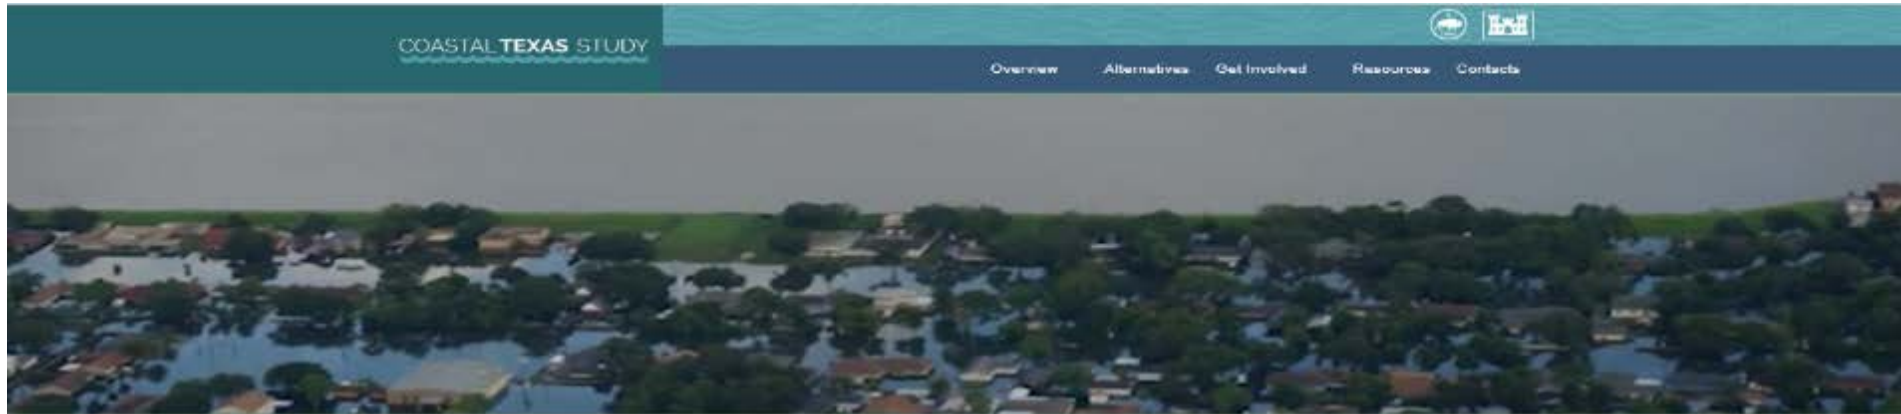 COASTAL TEXAS STUDY
Overview Alternatives Get Involved Resources Contacts